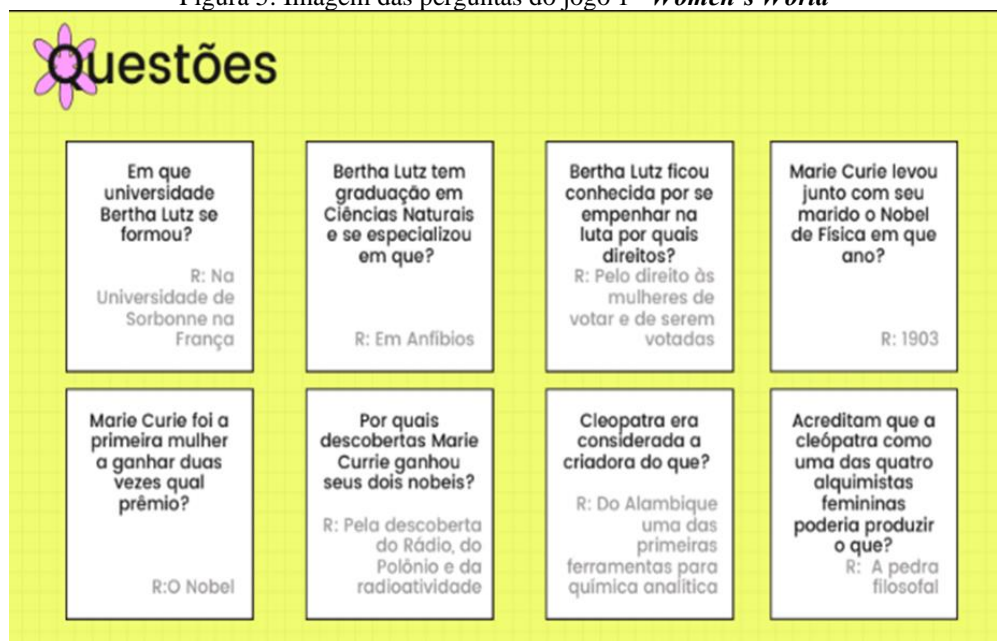 Figura 3: Imagem das perguntas do jogo 1 "Women's World"
Questões
Em que
universidade
Bertha Lutz se
formou?
R: Na
Universidade de
Sorbonne na
França
Bertha Lutz tem
graduação em
Ciências Naturais
e se especializou
em que?
R: Em Anfíbios
Bertha Lutz ficou
conhecida por se
empenhar na
luta por quais
direitos?
R: Pelo direito às
mulheres de
votar e de serem
votadas
Marie Curie levou
junto com seu
marido o Nobel
de Física em que
ano?
R: 1903
Marie Curie foi a
primeira mulher
a ganhar duas
vezes qual
prêmio?
R:O Nobel
Por quais
descobertas Marie
Currie ganhou
seus dois nobeis?
R: Pela descoberta
do Rádio, do
Polônio e da
radioatividade
Cleopatra era
considerada a
criadora do que?
R: Do Alambique
uma das
primeiras
ferramentas para
química analítica
Acreditam que a
cleópatra como
uma das quatro
alquimistas
femininas
poderia produzir
o que?
R: A pedra
filosofal